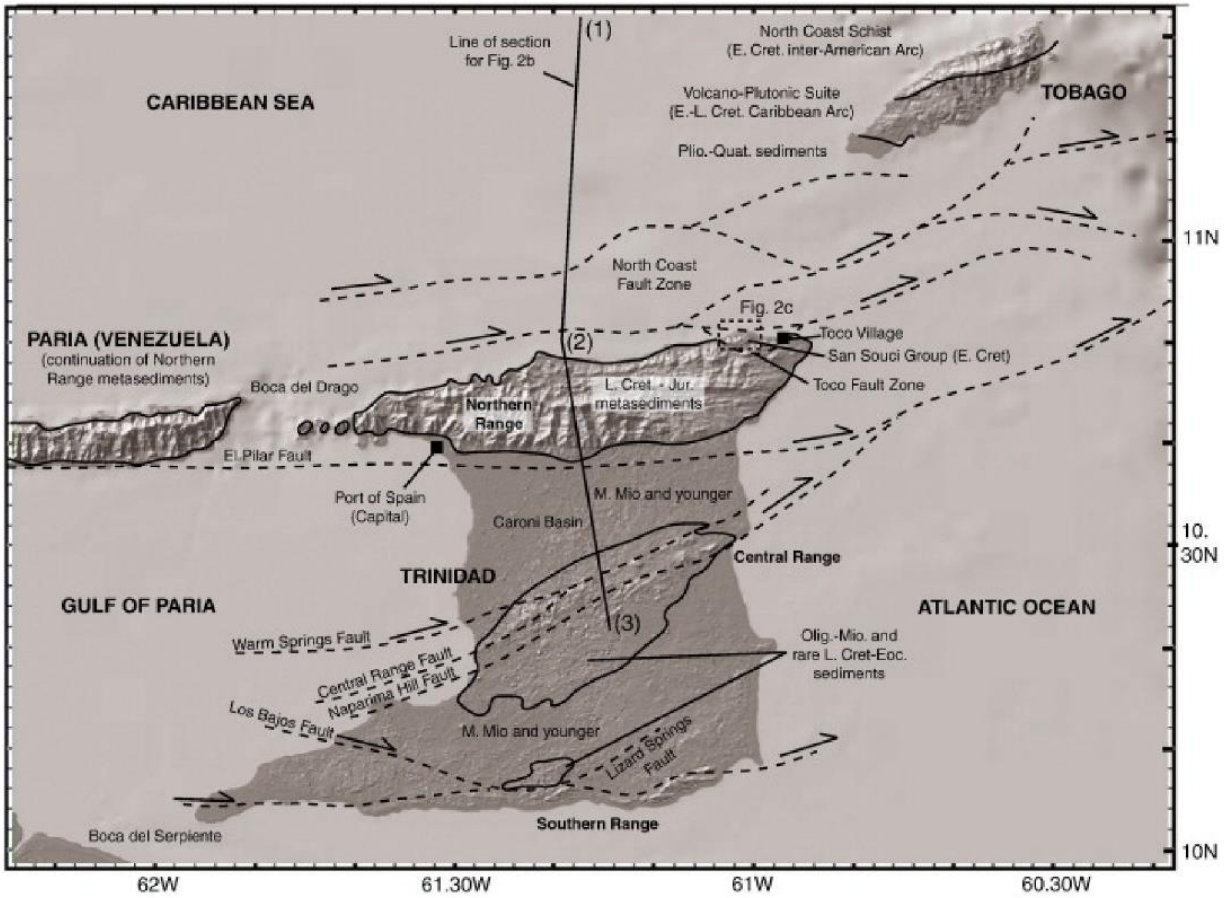 (1)
North Coast Schist
(E. Cret. inter-American Arc)
Line of section
for Fig. 2b
CARIBBEAN SEA
Volcano-Plutonic Suite
(E.-L. Cret. Caribbean Arc)
TOBAGO
Plio.-Quat. sediments
11N
North Coast
Fault Zone
Fig. 2c
PARIA (VENEZUELA)
(continuation of Northern
Range metasediments)
(2)
Toco Village
San Souci Group (E. Cret)
Toco Fault Zone
Boca del Drago
L. Cret. - Jur.
metasediments
Northern
Range
El Pilar Fault
Port of Spain
(Capital)
M. Mio and younger
Caroni Basin
10.
30N
Central Range
TRINIDAD
GULF OF PARIA
ATLANTIC OCEAN
(3)
Warm Springs Fault
Olig.-Mio. and
rare L. Cret-Eoc.
sediments
Central Range Fault
Naparima Hill Fault
Los Bajos Fault
M. Mio and younger
Lizard Springs
Fault
Southern Range
Boca del Serpiente
10N
62W
61.30W
61W
60.30W